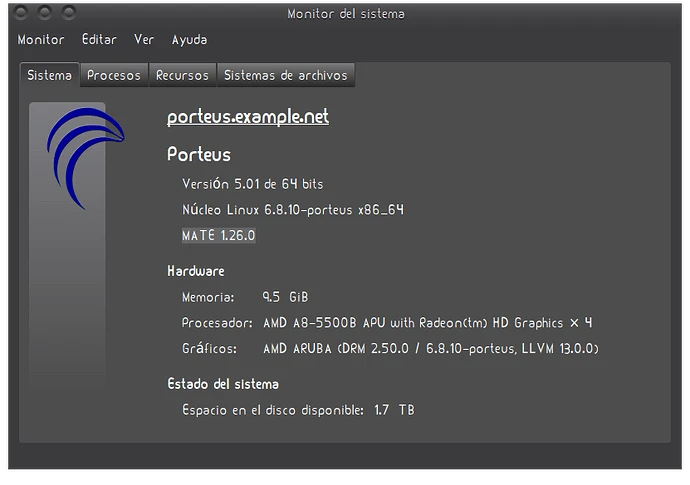 Monitor del sistema
Monitor Editar Ver Ayuda
Sistema Procesos Recursos Sistemas de archivos
porteus.example.net
Porteus
Versión 5.01 de 64 bits
Núcleo Linux 6.8.10-porteus x86_64
MATE 1.26.0
Hardware
Memoria: 9.5 GiB
Procesador: AMD A8-5500B APU with Radeon(tm) HD Graphics × 4
Gráficos: AMD ARUBA (DRM 2.50.0 / 6.8.10-porteus, LLVM 13.0.0)
Estado del sistema
Espacio en el disco disponible: 1.7 TB